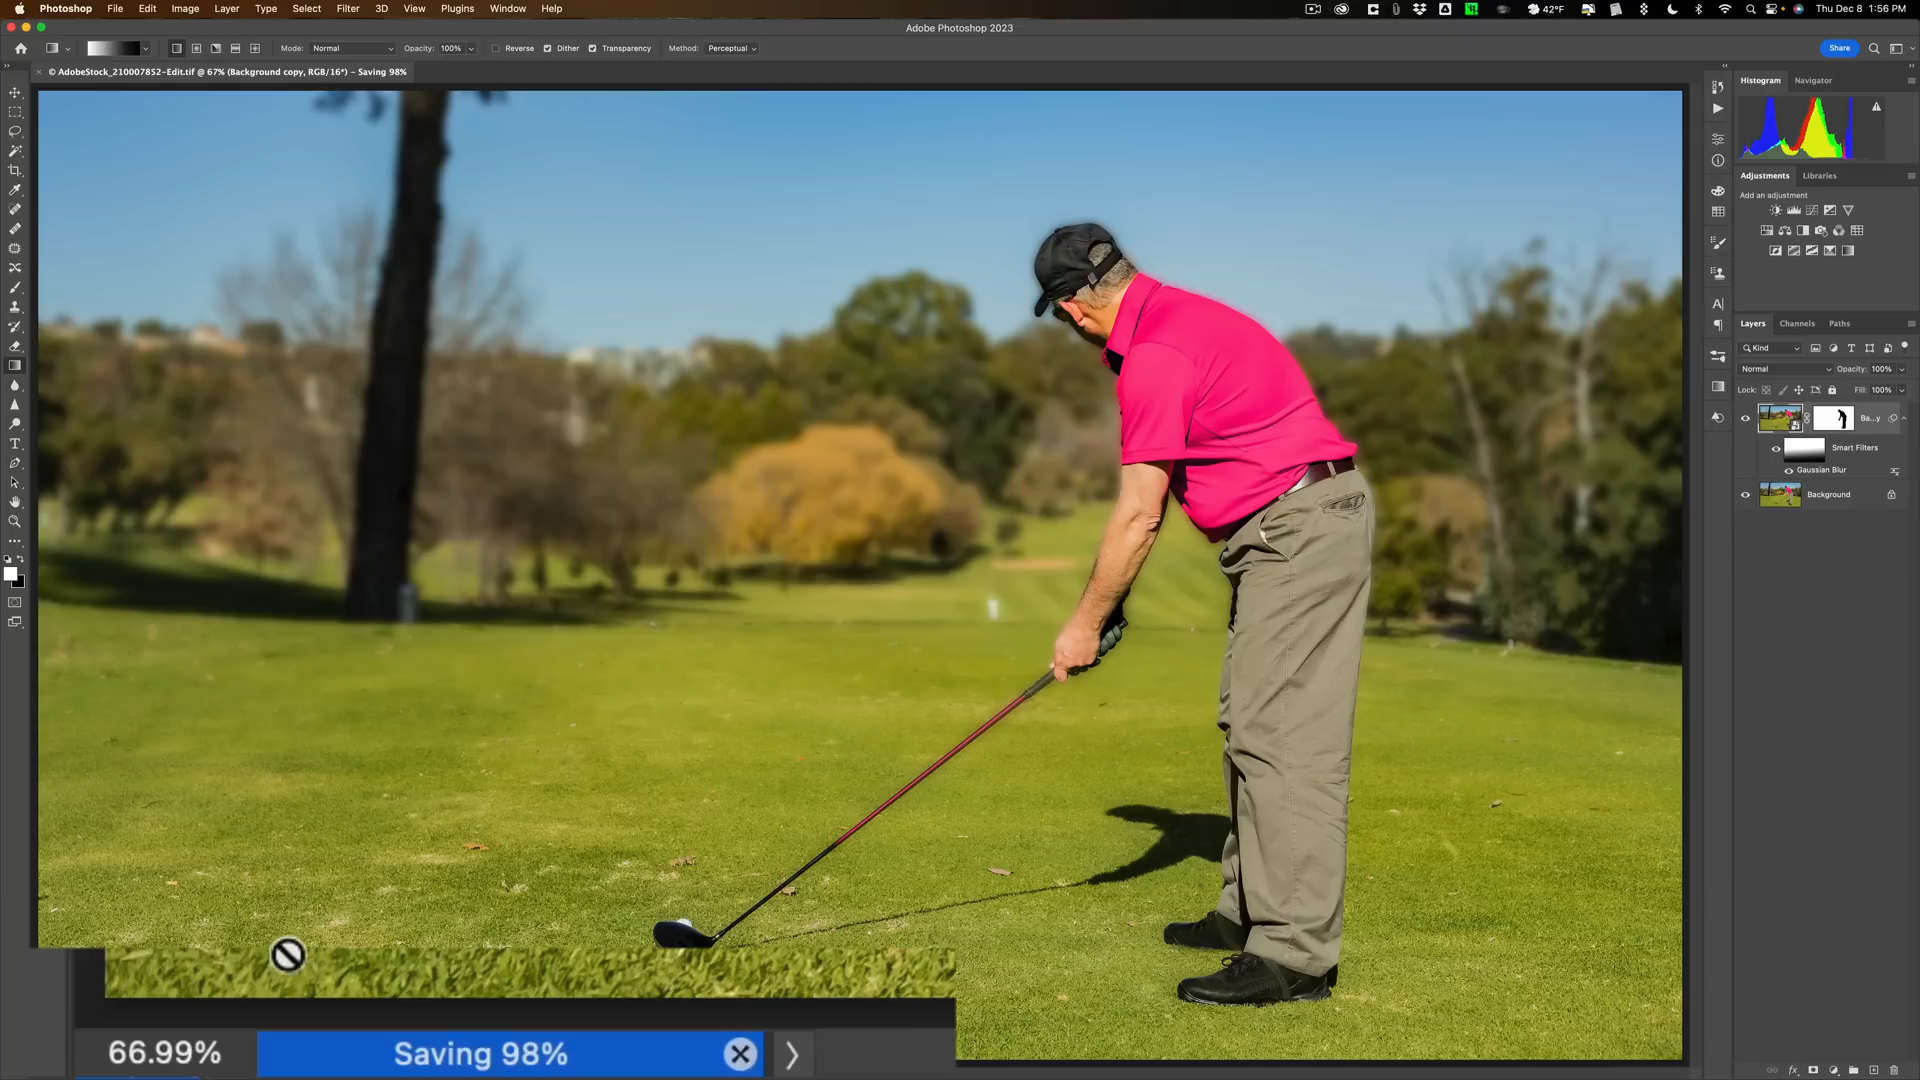 Photoshop File Edit Image Layer Type Select Filter 3D View Plugins Window Help
42°F Thu Dec 8 1:56 PM
Adobe Photoshop 2023
Mode: Normal Opacity: 100% Reverse Dither Transparency Method: Perceptual Share
× © AdobeStock_210007852-Edit.tif @ 67% (Background copy, RGB/16*) – Saving 98%
Histogram Navigator
Adjustments Libraries
Add an adjustment
Layers Channels Paths
Kind
Normal Opacity: 100%
Lock: Fill: 100%
Ba...y
Smart Filters
Gaussian Blur
Background
fx
66.99% Saving 98%